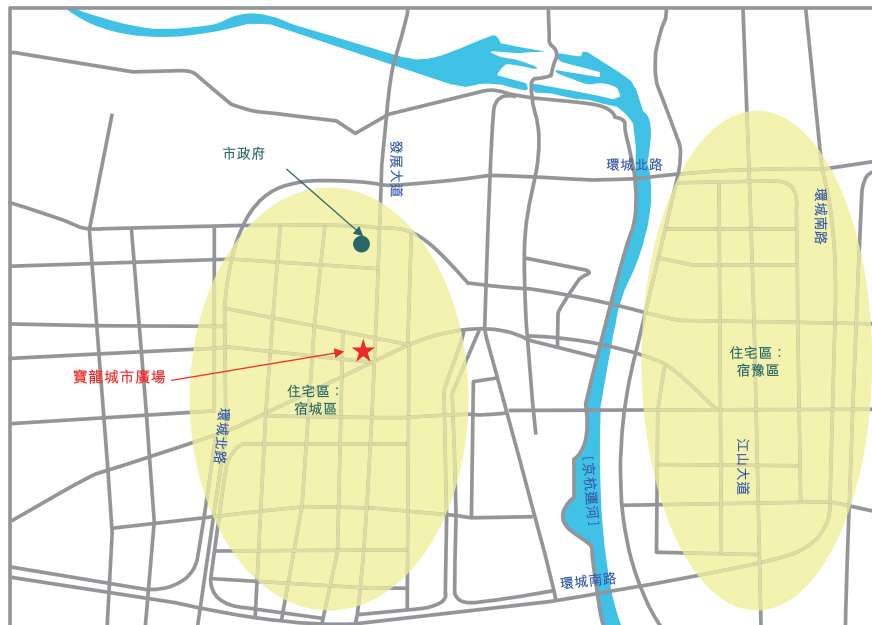 市政府
發展大道
環城北路
環城南路
住宅區：
宿豫區
寶龍城市廣場
住宅區：
宿城區
環城北路
江山大道
[京杭運河]
環城南路